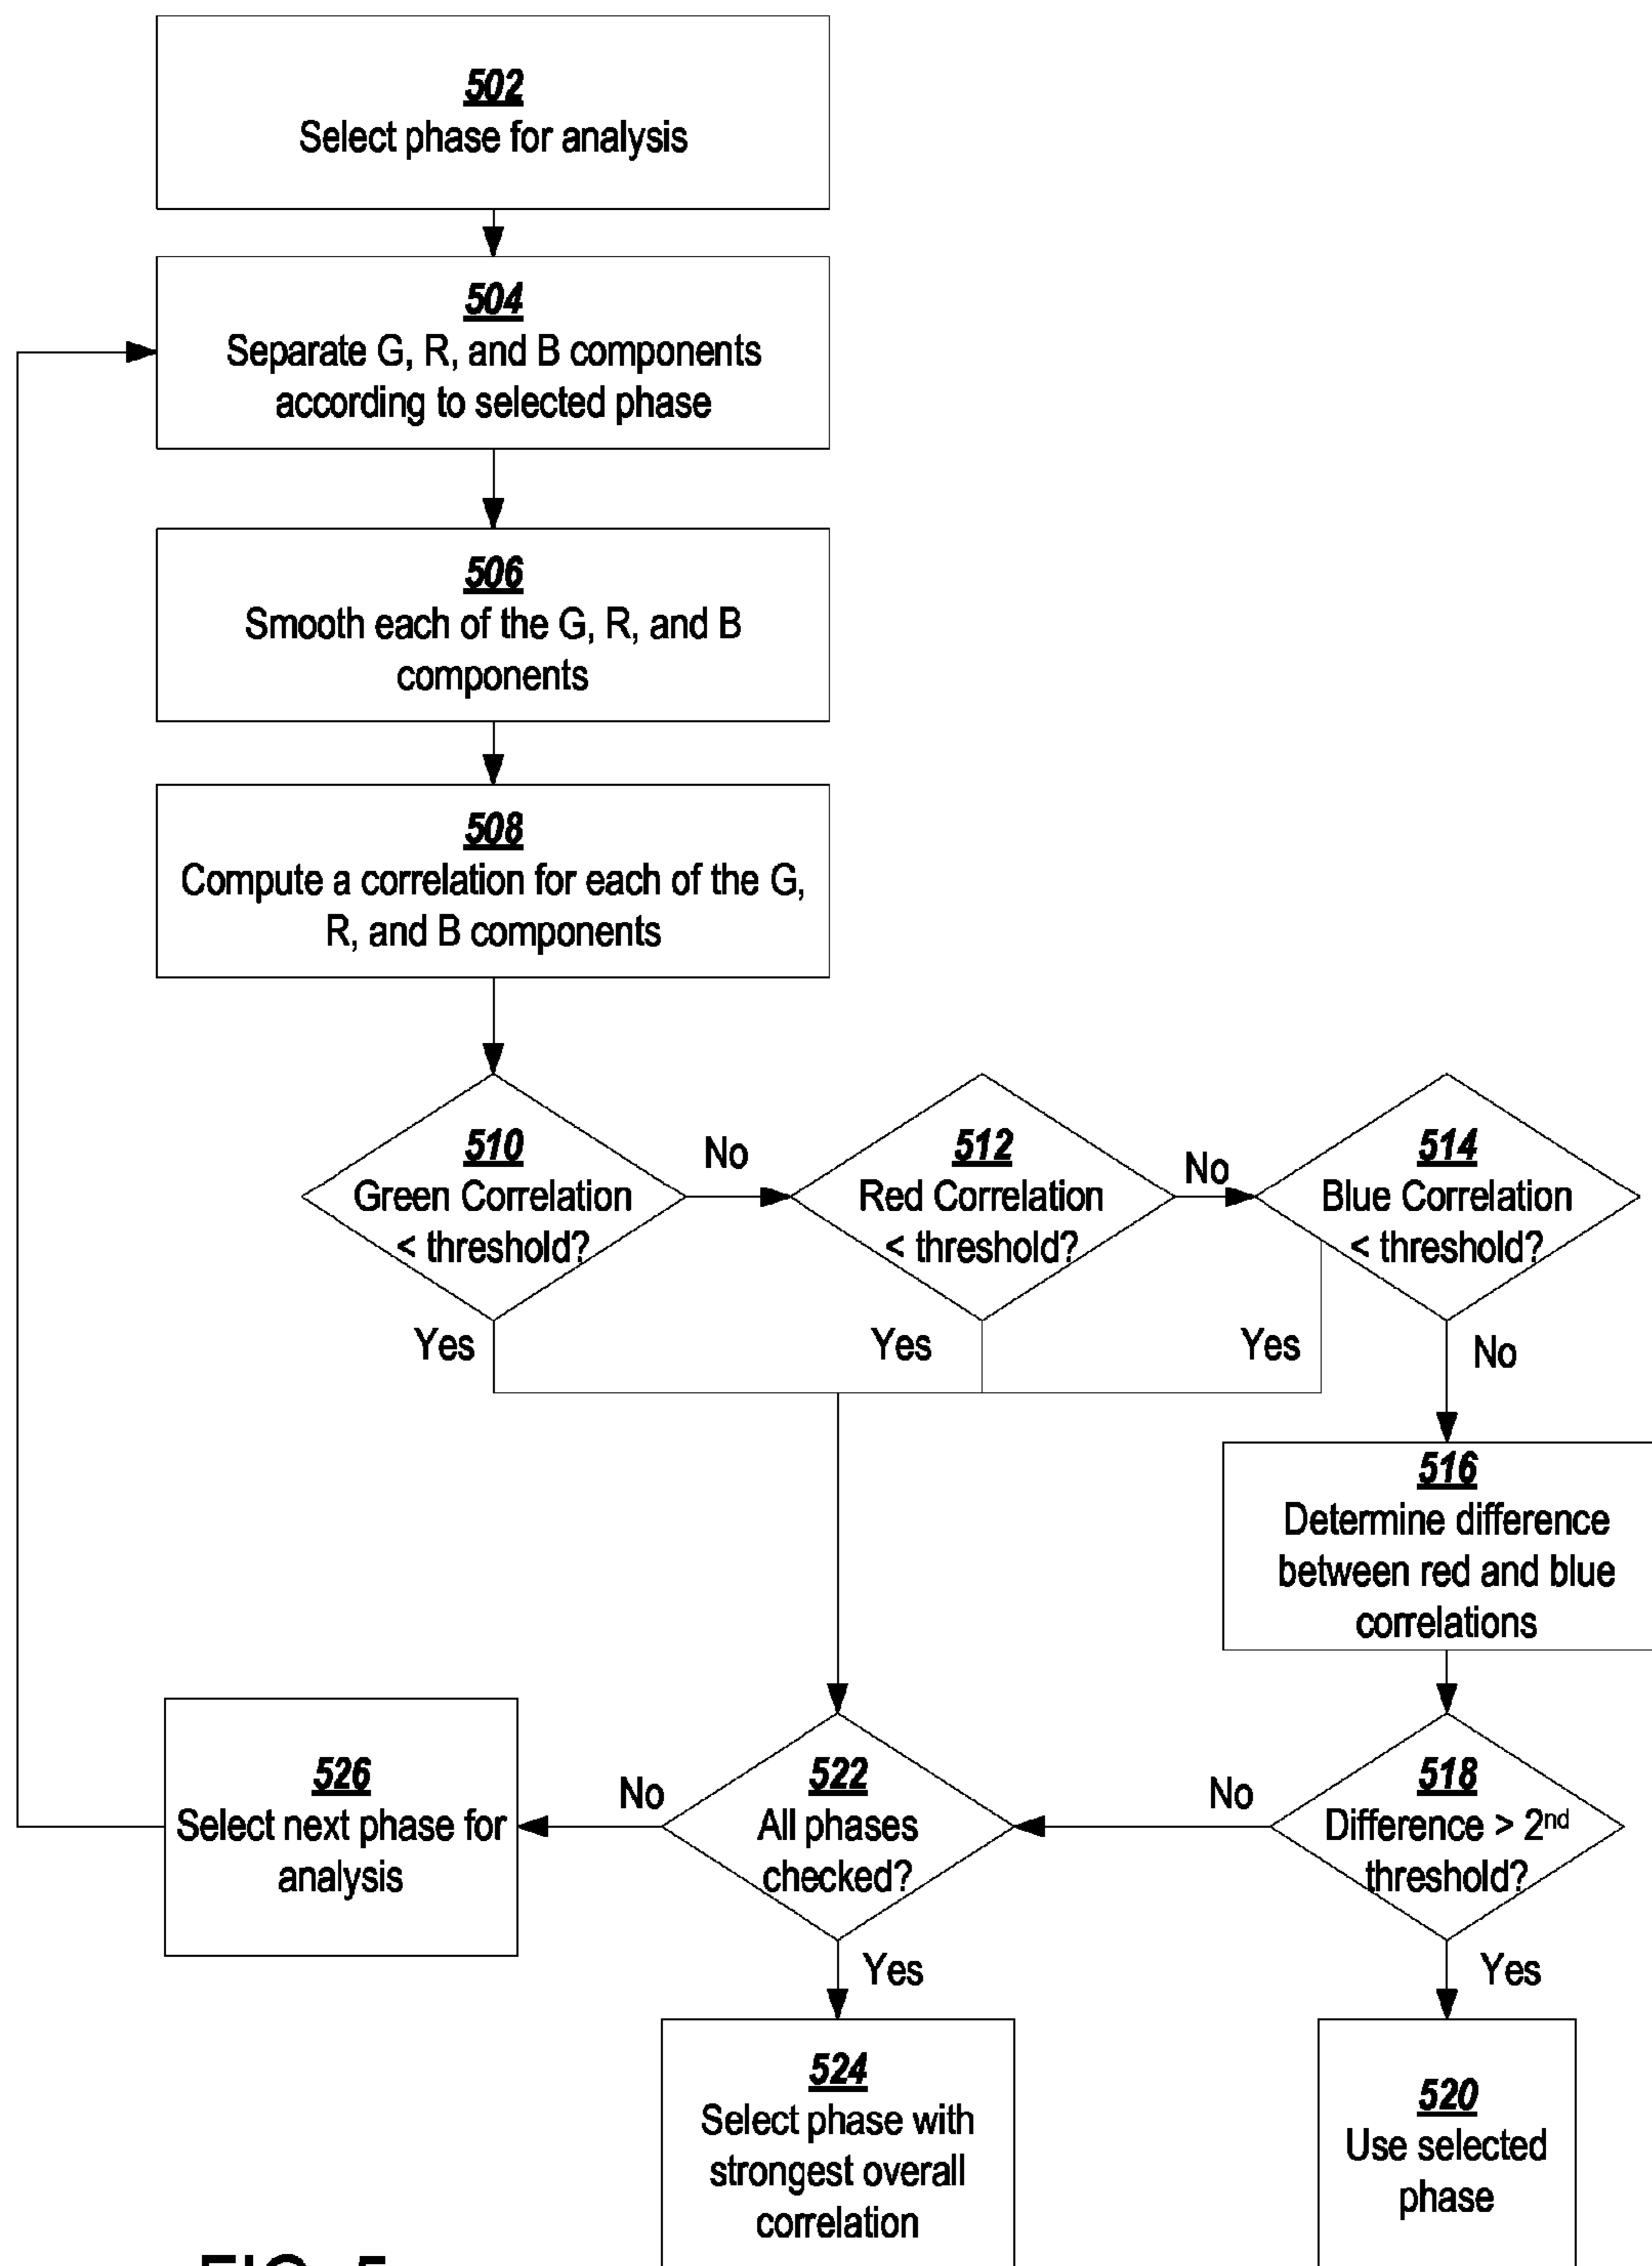 502
Select phase for analysis
504
Separate G, R, and B components
according to selected phase
506
Smooth each of the G, R, and B
components
508
Compute a correlation for each of the G,
R, and B components
510
Green Correlation
< threshold?
No
512
Red Correlation
< threshold?
No
514
Blue Correlation
< threshold?
Yes
Yes
Yes
No
516
Determine difference
between red and blue
correlations
526
Select next phase for
analysis
No
522
All phases
checked?
No
518
Difference > 2nd
threshold?
Yes
Yes
524
Select phase with
strongest overall
correlation
520
Use selected
phase
FIG. 5